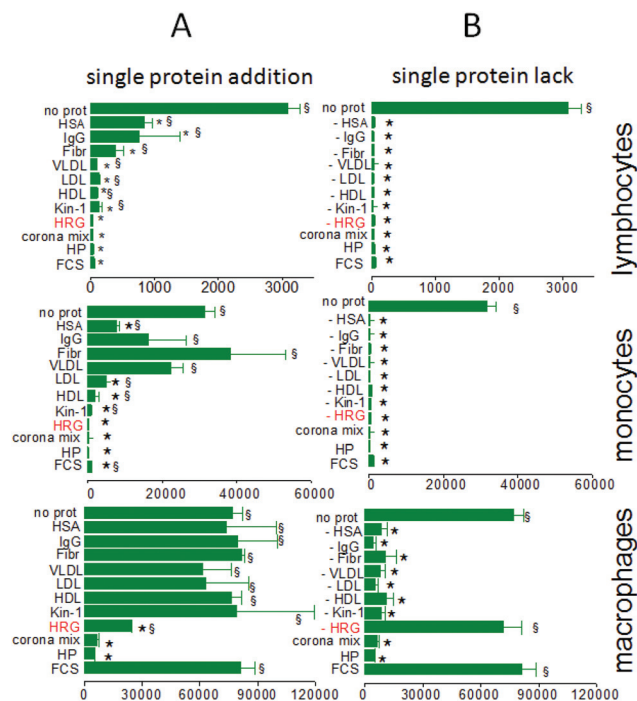 A
B
single protein addition
single protein lack
no prot §
HSA * §
IgG * §
Fibr * §
VLDL * §
LDL * §
HDL *§
Kin-1 * §
HRG *
corona mix *
HP *
FCS *
0 1000 2000 3000
no prot §
- HSA *
- IgG *
- Fibr *
- VLDL *
- LDL *
- HDL *
- Kin-1 *
- HRG *
corona mix *
HP *
FCS *
0 1000 2000 3000
lymphocytes
no prot §
HSA *§
IgG §
Fibr §
VLDL §
LDL *§
HDL *§
Kin-1 *§
HRG *
corona mix *
HP *
FCS *§
0 20000 40000 60000
no prot §
- HSA *
- IgG *
- Fibr *
- VLDL *
- LDL *
- HDL *
- Kin-1 *
- HRG *
corona mix *
HP *
FCS *
0 20000 40000 60000
monocytes
no prot §
HSA §
IgG §
Fibr §
VLDL §
LDL §
HDL §
Kin-1 §
HRG *§
corona mix *
HP *
FCS §
0 30000 60000 90000 120000
no prot §
- HSA *
- IgG *
- Fibr *
- VLDL *
- LDL *
- HDL *
- Kin-1 *
- HRG §
corona mix *
HP *
FCS §
0 30000 60000 90000 120000
macrophages